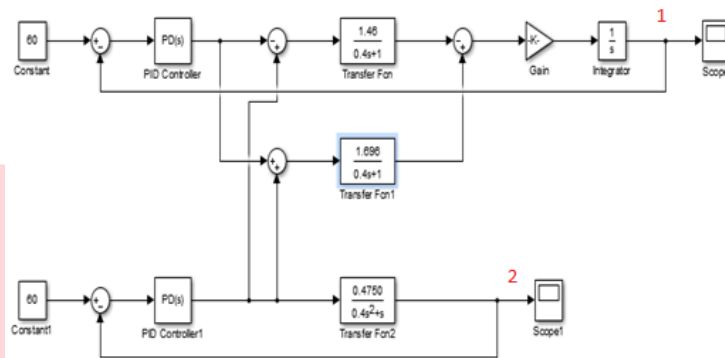 1
60
Constant
+
-
PD(s)
PID Controller
-
+
1.46
0.4s+1
Transfer Fcn
-
+
-K-
Gain
1
s
Integrator
Scope
+
+
1.696
0.4s+1
Transfer Fcn1
60
Constant1
+
-
PD(s)
PID Controller1
0.4750
0.4s²+s
Transfer Fcn2
2
Scope1